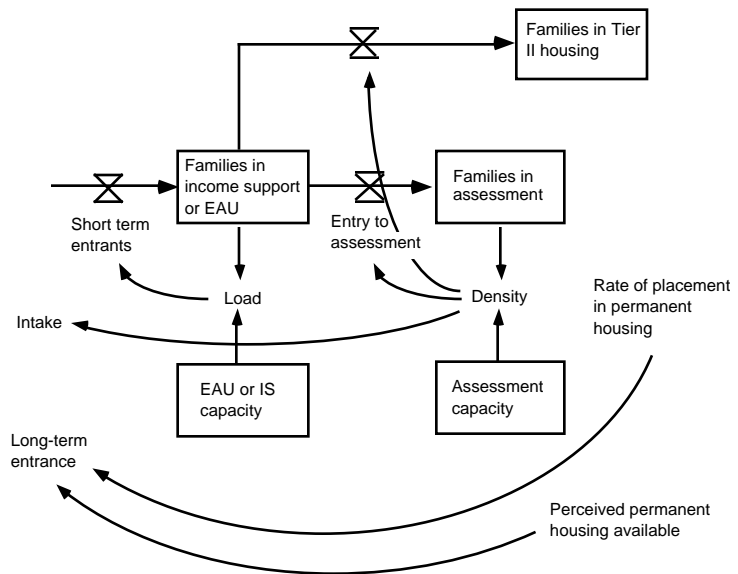 Families in Tier
II housing
Families in
income support
or EAU
Families in
assessment
Short term
entrants
Entry to
assessment
Load
Density
Rate of placement
in permanent
housing
Intake
EAU or IS
capacity
Assessment
capacity
Long-term
entrance
Perceived permanent
housing available